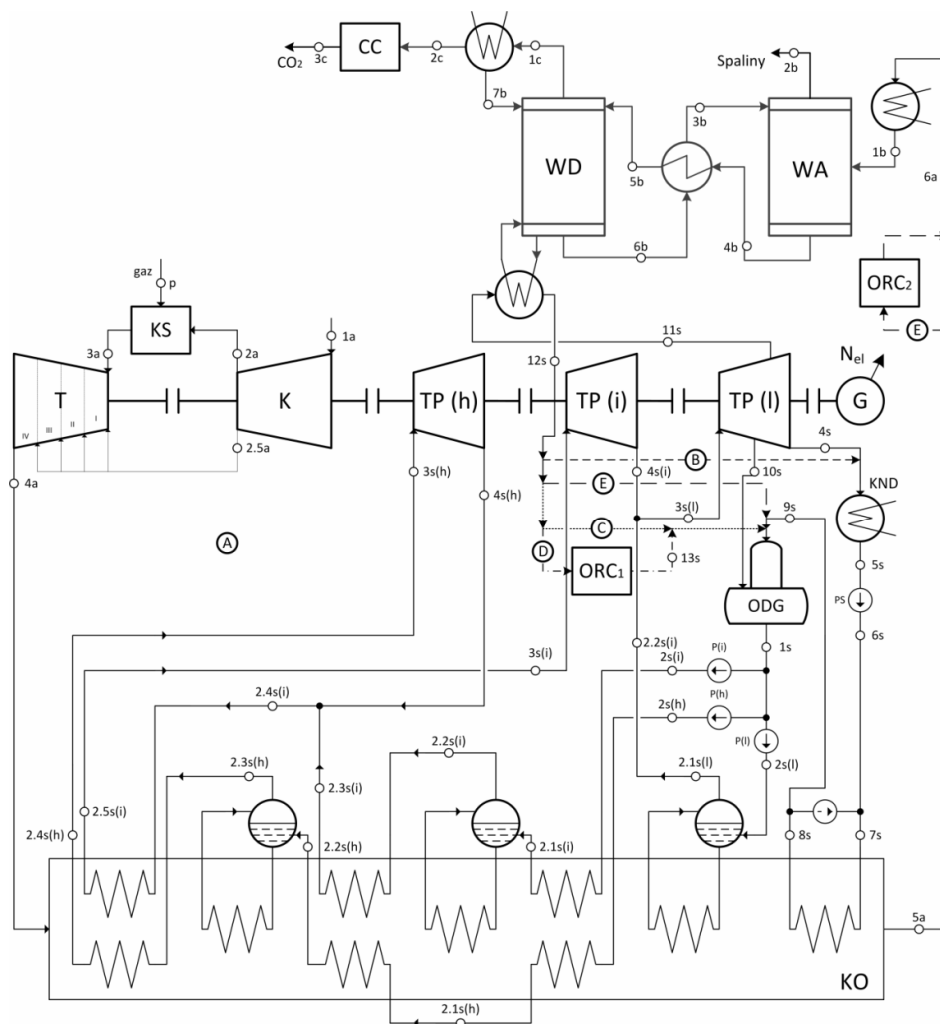 CO₂
3c
CC
2c
1c
7b
WD
5b
3b
Spaliny
2b
WA
1b
6a
6b
4b
ORC₂
E
gaz
p
KS
3a
2a
1a
11s
12s
Nel
T
IV
III
II
I
K
TP (h)
TP (i)
TP (l)
G
2.5a
4a
3s(h)
4s(h)
4s(i)
B
10s
4s
E
KND
3s(l)
9s
A
C
D
ORC₁
13s
5s
ODG
PS
6s
3s(i)
2.2s(i)
1s
2s(i)
P(i)
2.4s(i)
2s(h)
P(h)
P(l)
2s(l)
2.3s(h)
2.2s(i)
2.1s(l)
2.3s(i)
2.5s(i)
2.4s(h)
2.2s(h)
2.1s(i)
8s
7s
5a
KO
2.1s(h)